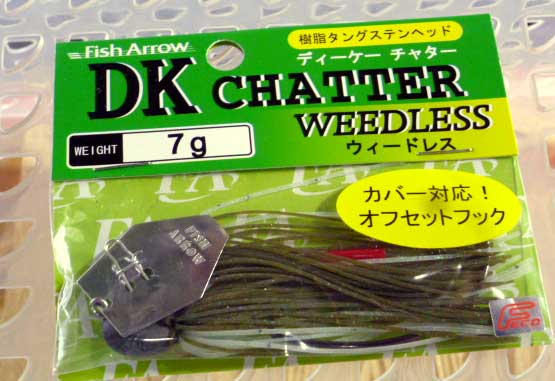 Fish Arrow
樹脂タングステンヘッド
ディーケー チャター
DK CHATTER
WEEDLESS
ウィードレス
WEIGHT 7g
カバー対応！
オフセットフック
FISH
ARROW